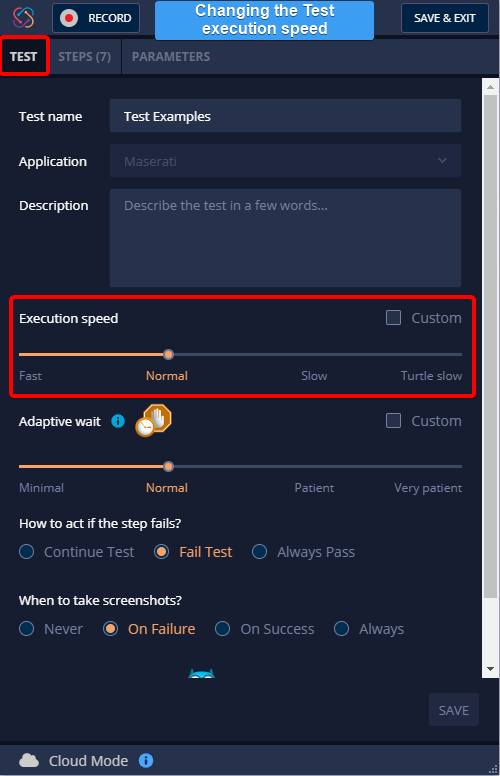 RECORD
Changing the Test
execution speed
SAVE & EXIT
TEST
STEPS (7)
PARAMETERS
Test name
Test Examples
Application
Maserati
Description
Describe the test in a few words...
Execution speed
Custom
Fast
Normal
Slow
Turtle slow
Adaptive wait
Custom
Minimal
Normal
Patient
Very patient
How to act if the step fails?
Continue Test
Fail Test
Always Pass
When to take screenshots?
Never
On Failure
On Success
Always
SAVE
Cloud Mode